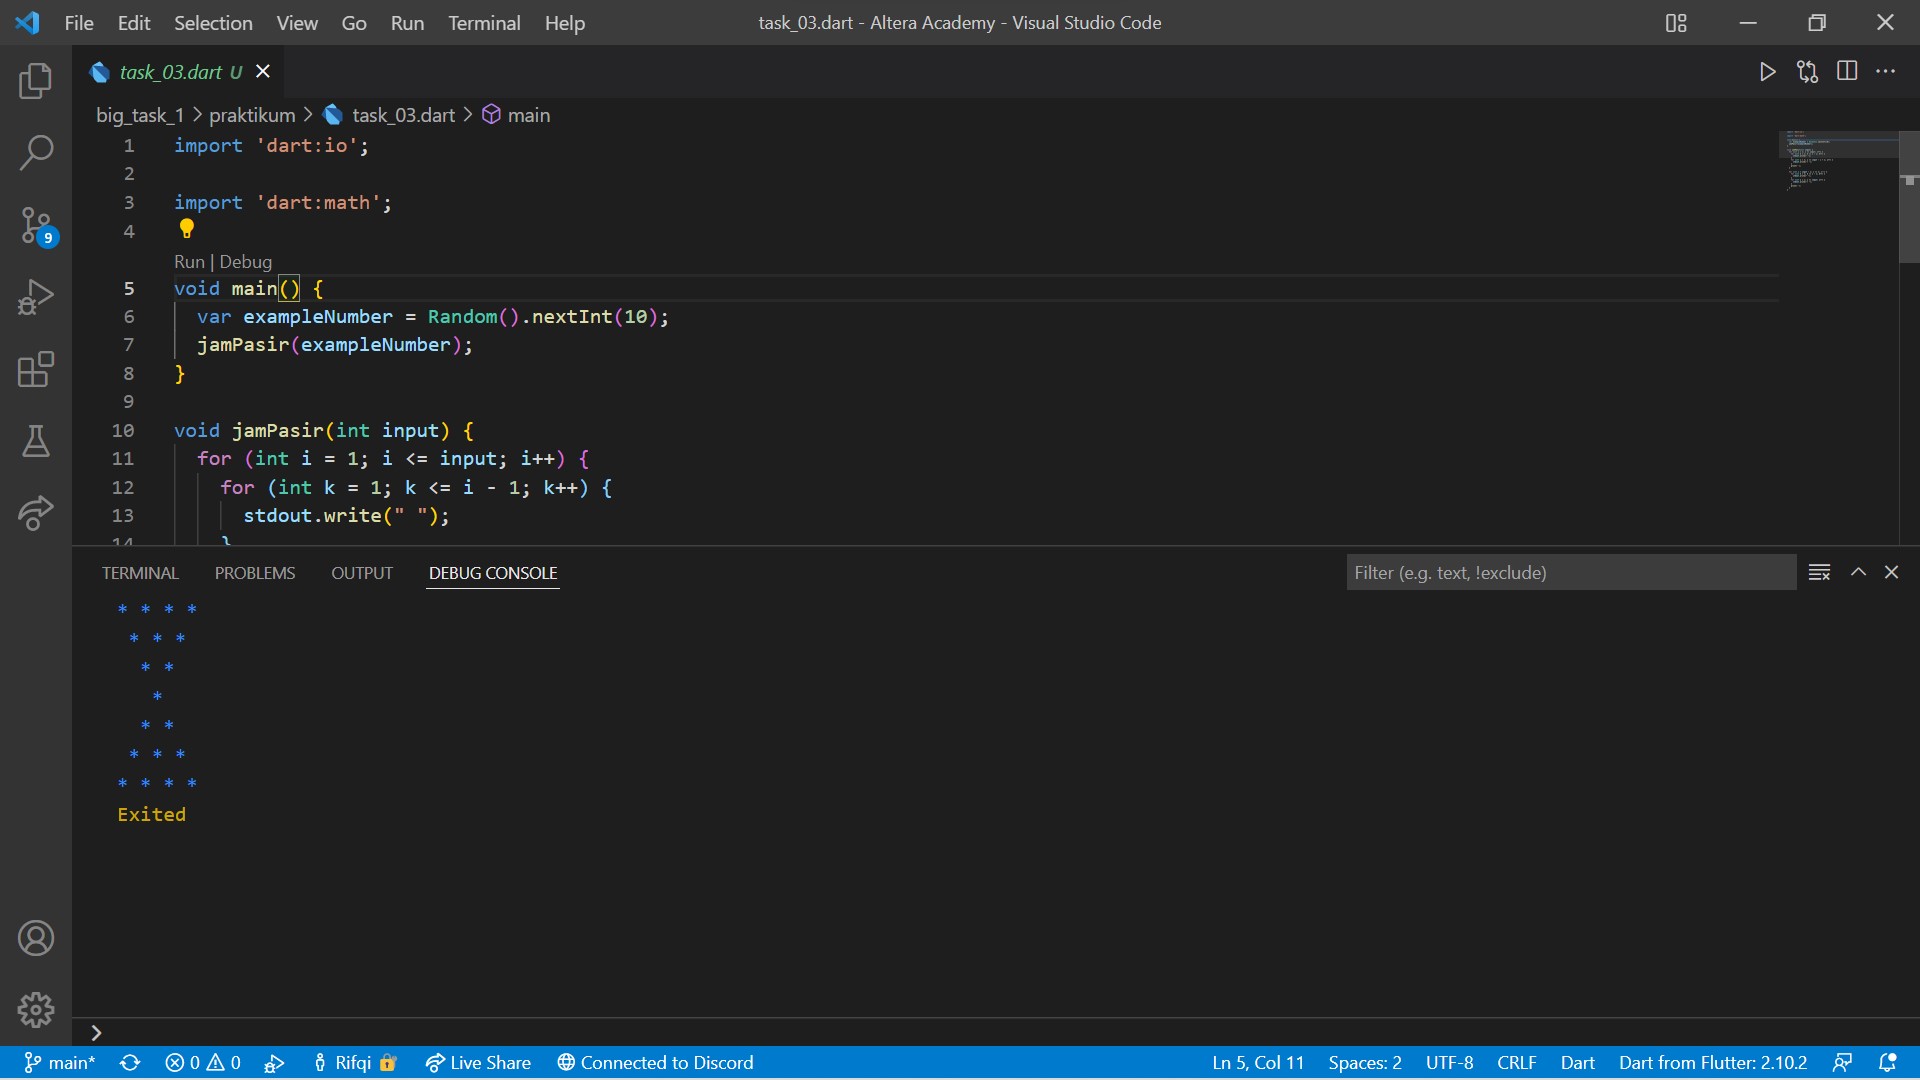 File Edit Selection View Go Run Terminal Help task_03.dart - Altera Academy - Visual Studio Code
task_03.dart U
big_task_1 > praktikum > task_03.dart > main
1 import 'dart:io';
2
3 import 'dart:math';
4
Run | Debug
5 void main() {
6 var exampleNumber = Random().nextInt(10);
7 jamPasir(exampleNumber);
8 }
9
10 void jamPasir(int input) {
11 for (int i = 1; i <= input; i++) {
12 for (int k = 1; k <= i - 1; k++) {
13 stdout.write(" ");
14 }
TERMINAL PROBLEMS OUTPUT DEBUG CONSOLE Filter (e.g. text, !exclude)
* * * *
* * *
* *
*
* *
* * *
* * * *
Exited
9
main* 0 0 Rifqi Live Share Connected to Discord Ln 5, Col 11 Spaces: 2 UTF-8 CRLF Dart Dart from Flutter: 2.10.2